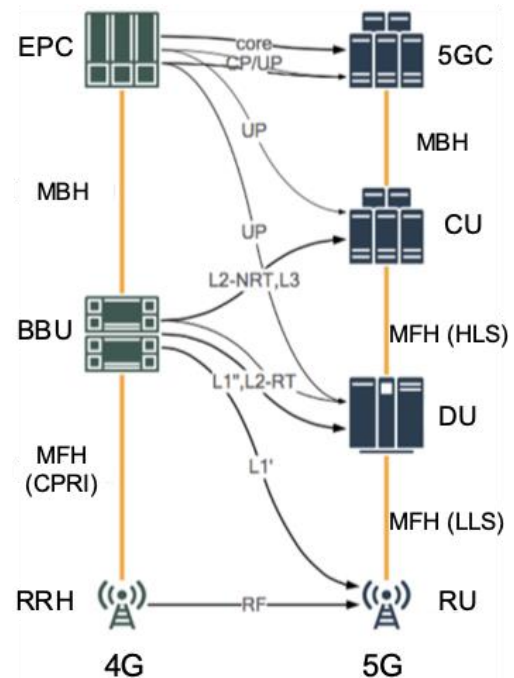 EPC
core
CP/UP
5GC
UP
MBH
MBH
UP
CU
L2-NRT,L3
BBU
MFH (HLS)
L1",L2-RT
DU
MFH
(CPRI)
L1'
MFH (LLS)
RRH
RF
RU
4G
5G